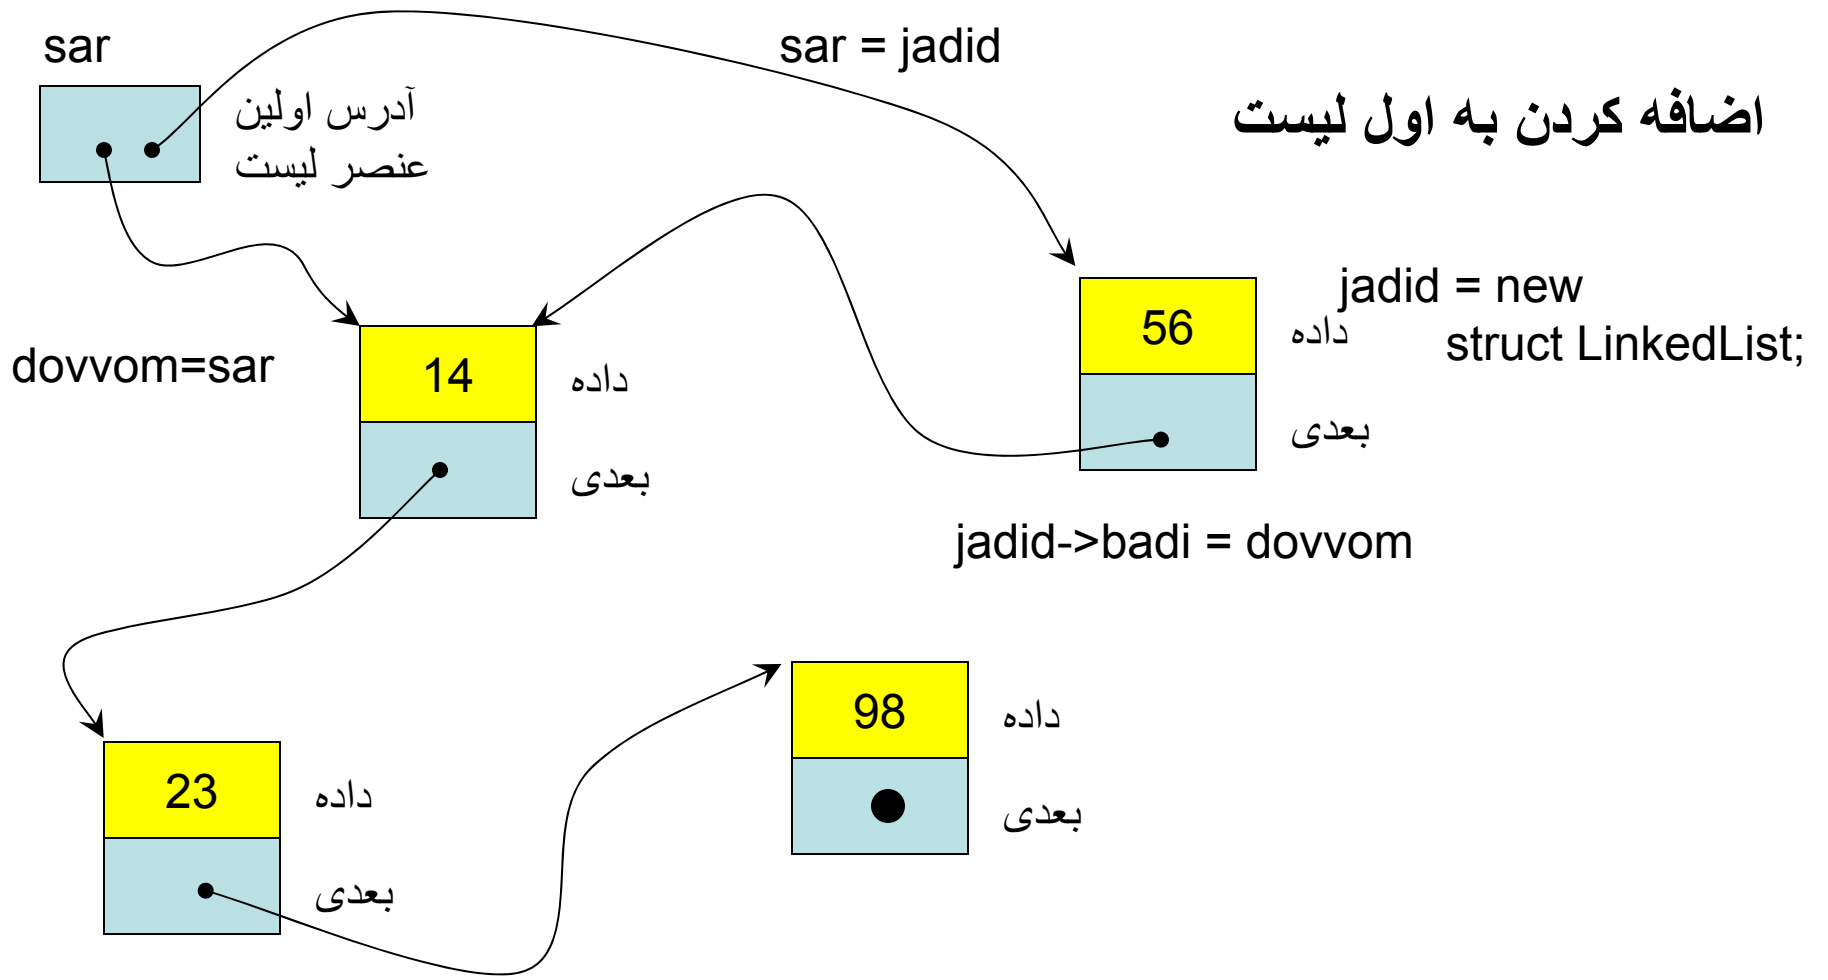 sar
sar = jadid
آدرس اولین
عنصر لیست
اضافه کردن به اول لیست
jadid = new
struct LinkedList;
56
داده
بعدی
dovvom=sar
14
داده
بعدی
jadid->badi = dovvom
98
داده
بعدی
23
داده
بعدی